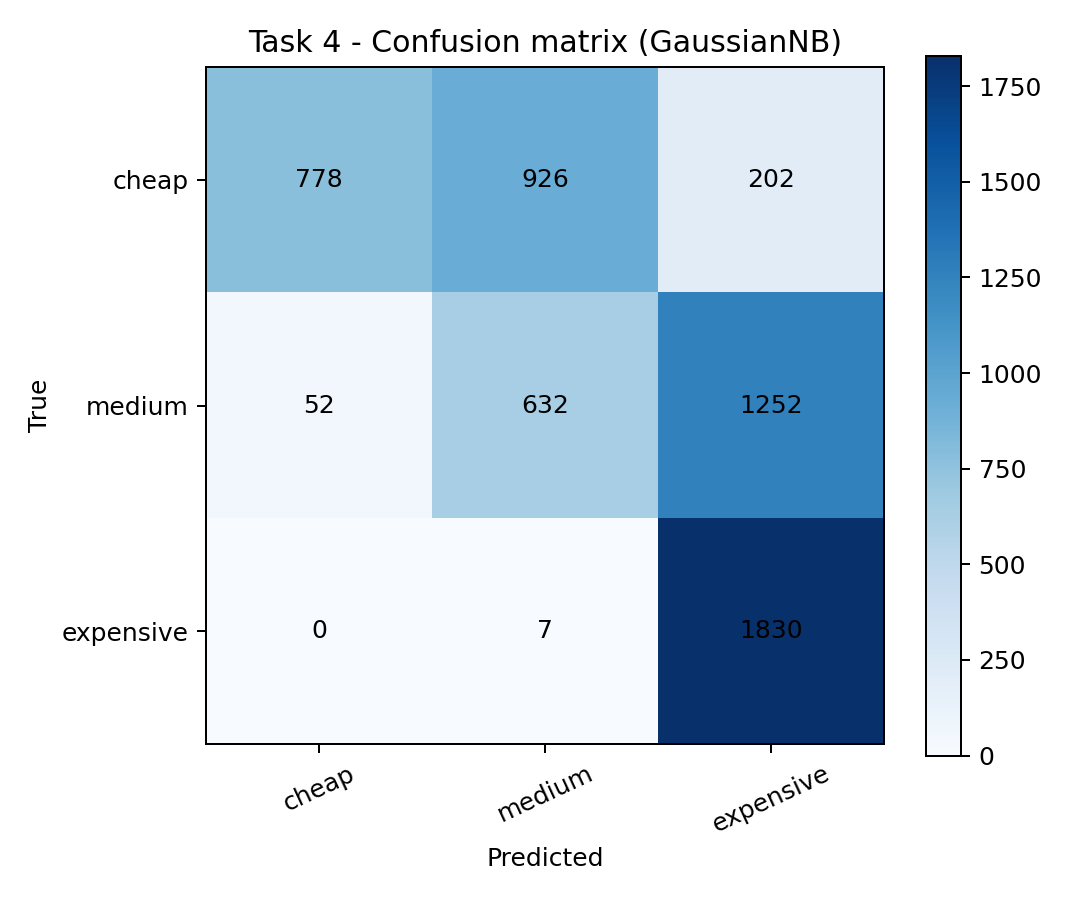 Task 4 - Confusion matrix (GaussianNB)
cheap 778 926 202
medium 52 632 1252
expensive 0 7 1830
True
cheap medium expensive
Predicted
1750
1500
1250
1000
750
500
250
0